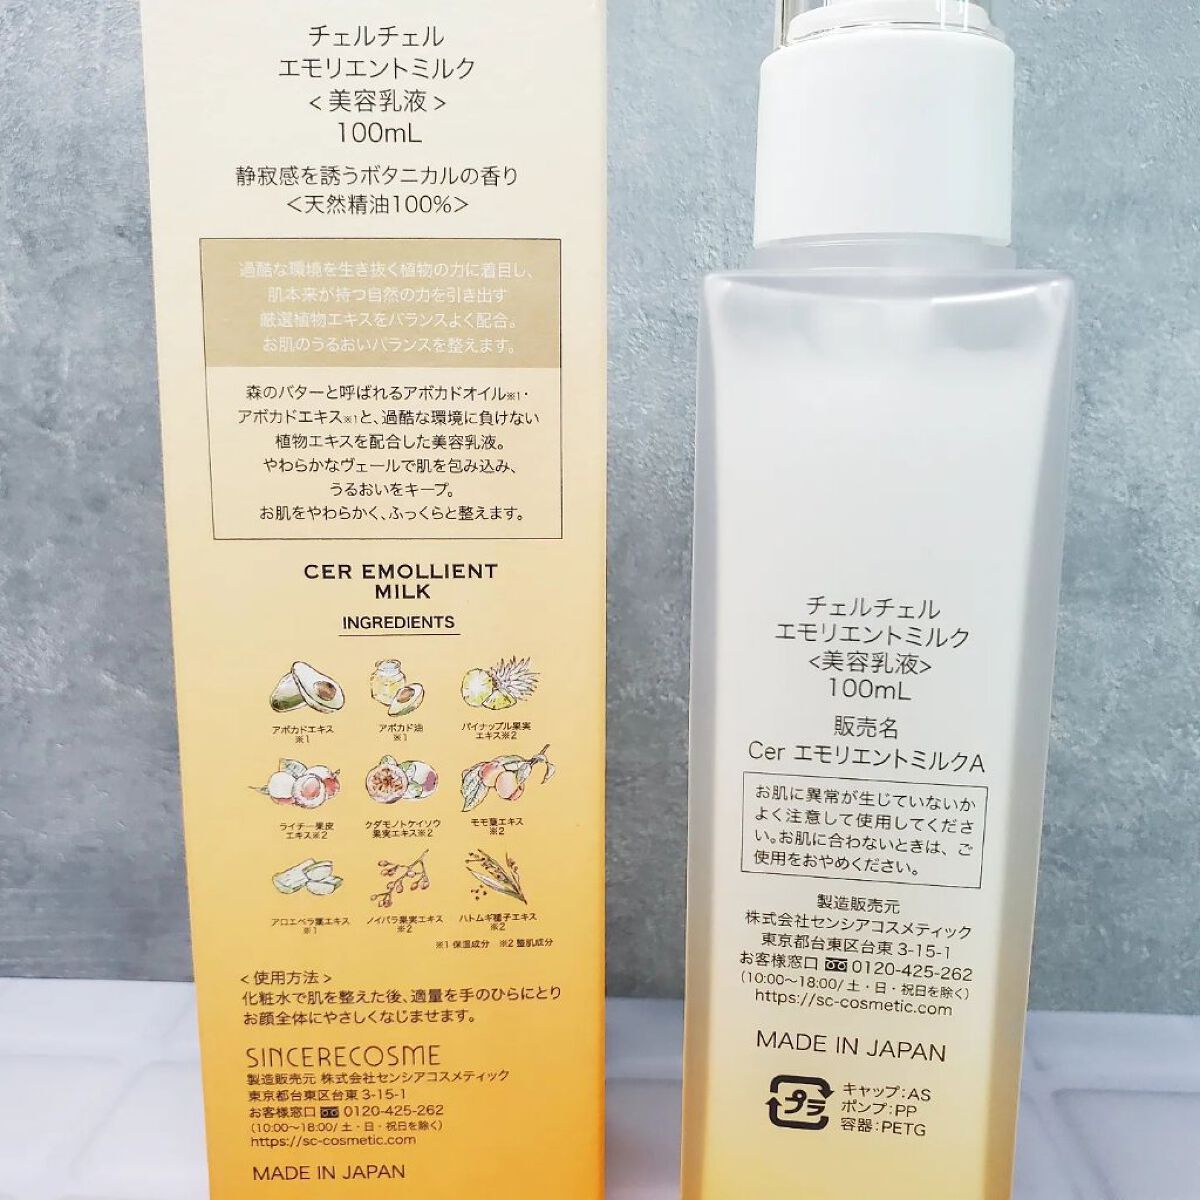 チェルチェル
エモリエントミルク
<美容乳液>
100mL
静寂感を誘うボタニカルの香り
<天然精油100%>
過酷な環境を生き抜く植物の力に着目し、
肌本来が持つ自然の力を引き出す
厳選植物エキスをバランスよく配合。
お肌のうるおいバランスを整えます。
森のバターと呼ばれるアボカドオイル※1・
アボカドエキス※1と、過酷な環境に負けない
植物エキスを配合した美容乳液。
やわらかなヴェールで肌を包み込み、
うるおいをキープ。
お肌をやわらかく、ふっくらと整えます。
CER EMOLLIENT
MILK
INGREDIENTS
アボカドエキス
※1
アボカド油
※1
パイナップル果実
エキス※2
ライチー果皮
エキス※2
クダモノトケイソウ
果実エキス※2
モモ葉エキス
※2
アロエベラ葉エキス
※1
ノイバラ果実エキス
※2
ハトムギ種子エキス
※2
※1 保湿成分 ※2 整肌成分
<使用方法>
化粧水で肌を整えた後、適量を手のひらにとり
お顔全体にやさしくなじませます。
SINCERECOSME
製造販売元 株式会社センシアコスメティック
東京都台東区台東 3-15-1
お客様窓口 0120-425-262
(10:00〜18:00/ 土・日・祝日を除く)
https://sc-cosmetic.com
MADE IN JAPAN
チェルチェル
エモリエントミルク
<美容乳液>
100mL
販売名
Cer エモリエントミルクA
お肌に異常が生じていないか
よく注意して使用してくださ
い。お肌に合わないときは、ご
使用をおやめください。
製造販売元
株式会社センシアコスメティック
東京都台東区台東 3-15-1
お客様窓口 0120-425-262
(10:00〜18:00/ 土・日・祝日を除く)
https://sc-cosmetic.com
MADE IN JAPAN
プラ
キャップ:AS
ポンプ:PP
容器:PETG